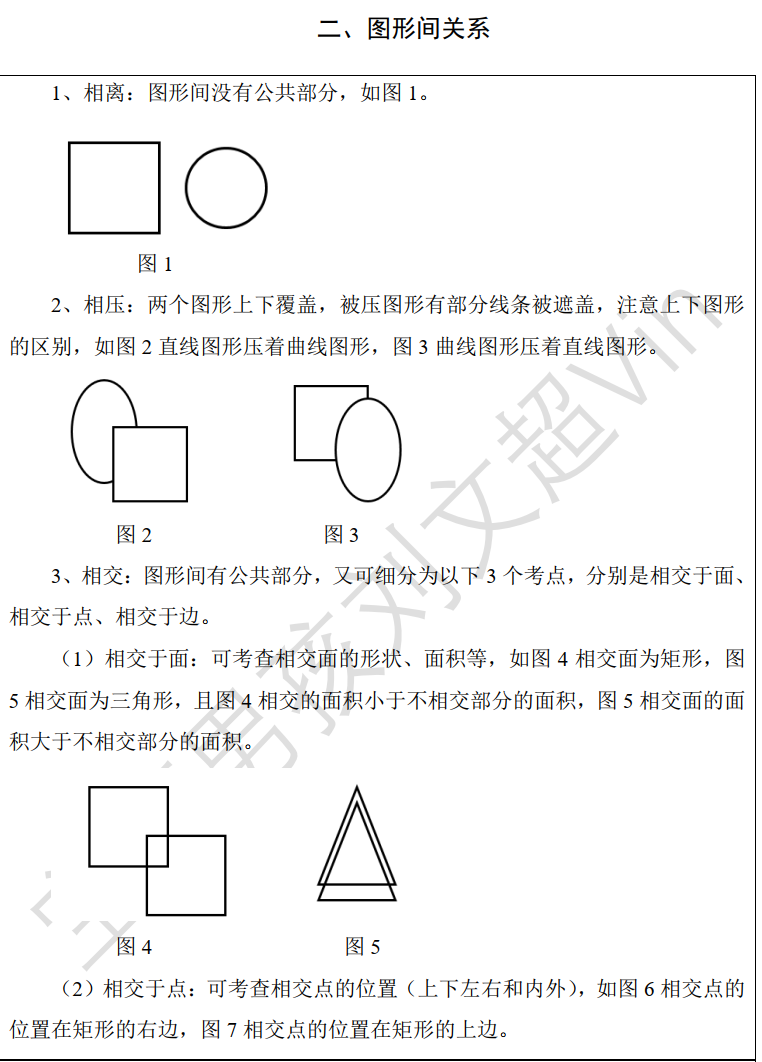 二、图形间关系
1、相离：图形间没有公共部分，如图 1。
图 1
2、相压：两个图形上下覆盖，被压图形有部分线条被遮盖，注意上下图形
的区别，如图 2 直线图形压着曲线图形，图 3 曲线图形压着直线图形。
图 2 图 3
3、相交：图形间有公共部分，又可细分为以下 3 个考点，分别是相交于面、
相交于点、相交于边。
（1）相交于面：可考查相交面的形状、面积等，如图 4 相交面为矩形，图
5 相交面为三角形，且图 4 相交的面积小于不相交部分的面积，图 5 相交面的面
积大于不相交部分的面积。
图 4 图 5
（2）相交于点：可考查相交点的位置（上下左右和内外），如图 6 相交点的
位置在矩形的右边，图 7 相交点的位置在矩形的上边。
男孩刘文超Vin